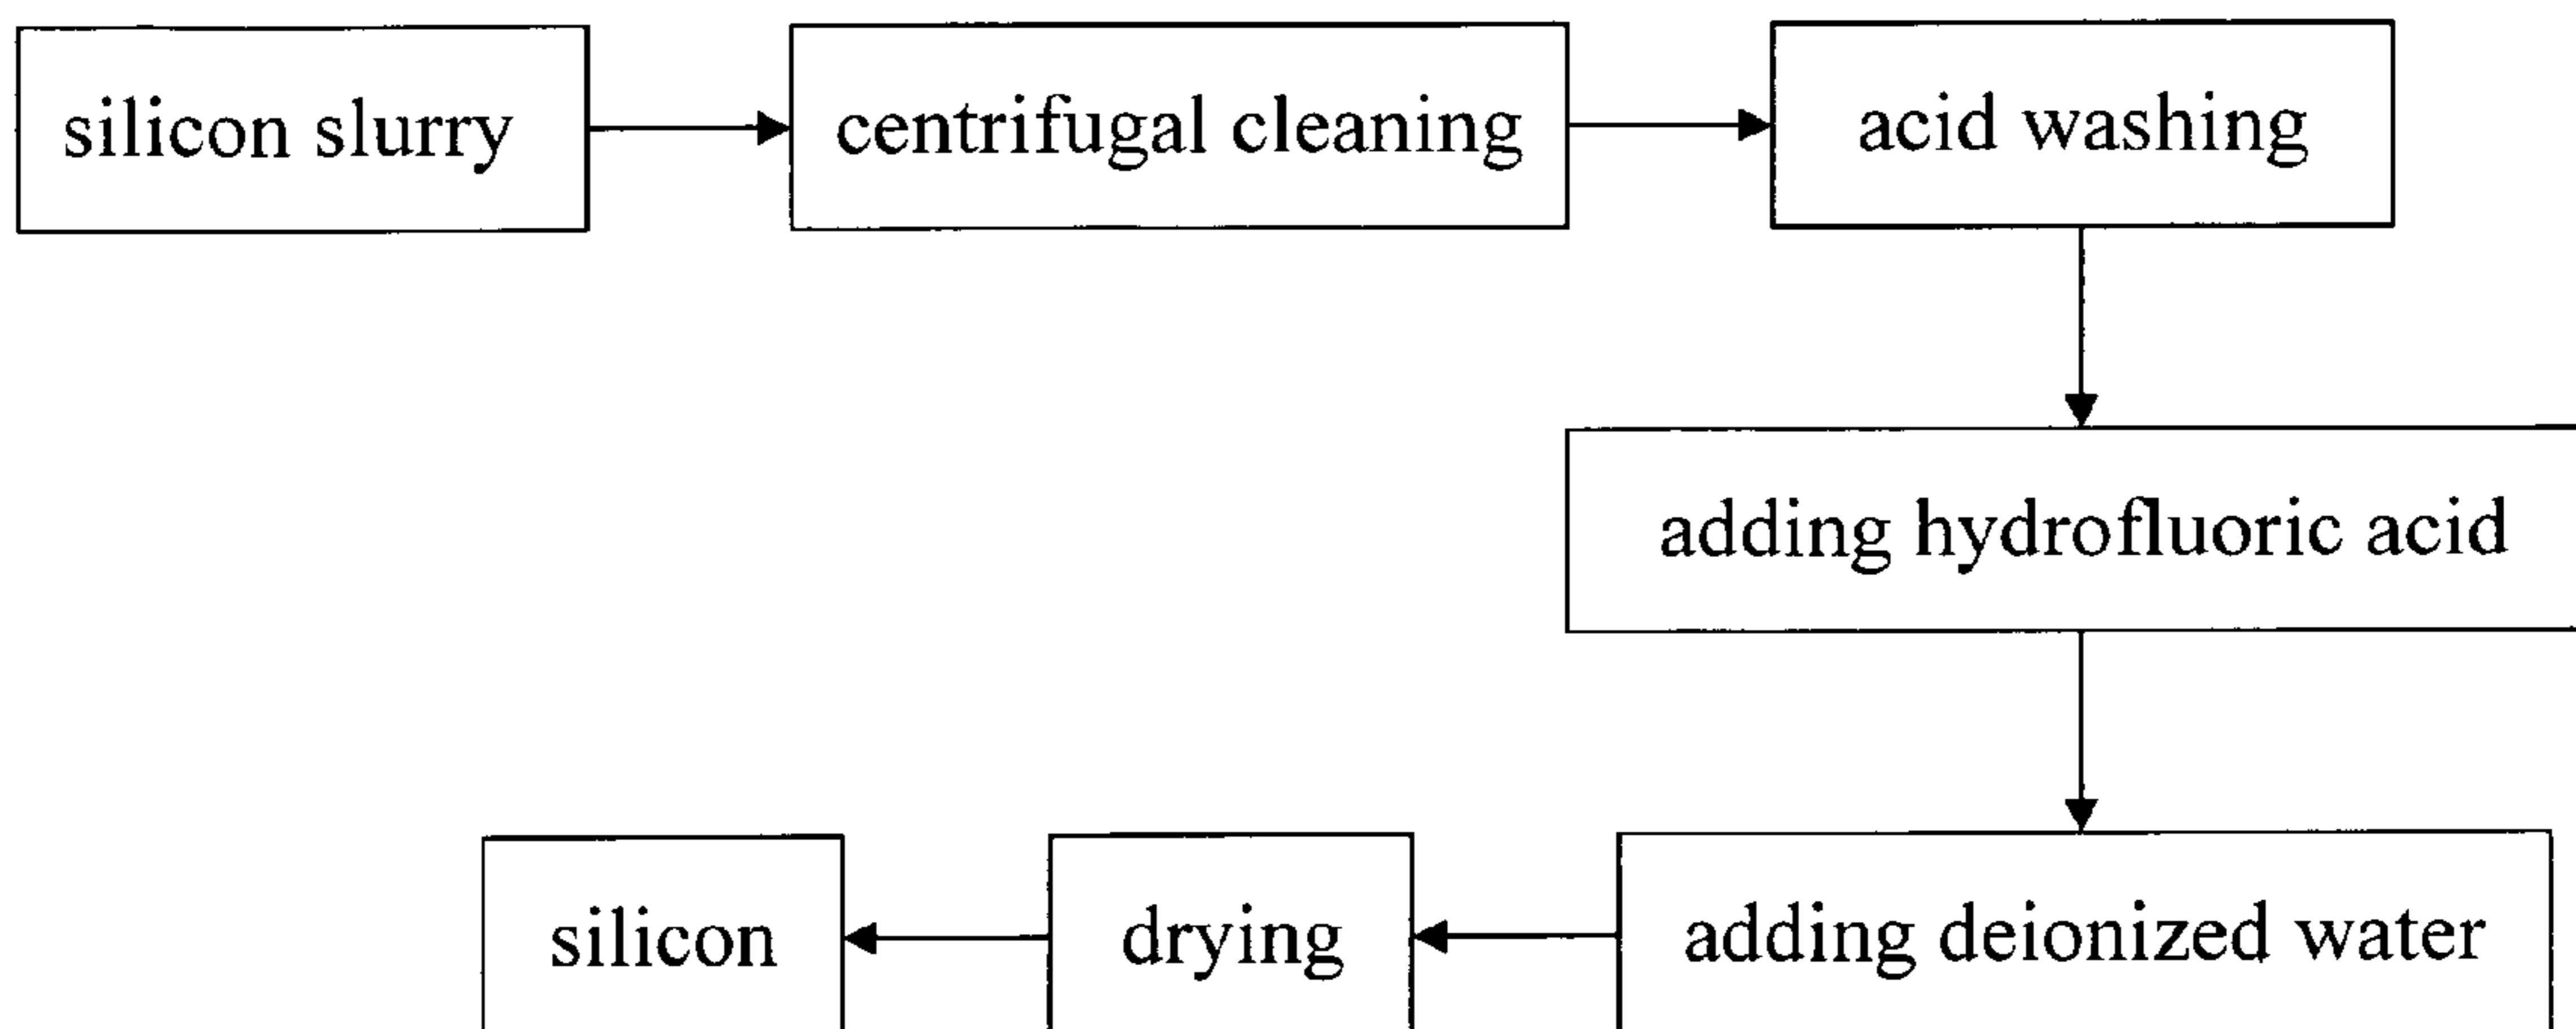 silicon slurry
centrifugal cleaning
acid washing
adding hydrofluoric acid
adding deionized water
drying
silicon